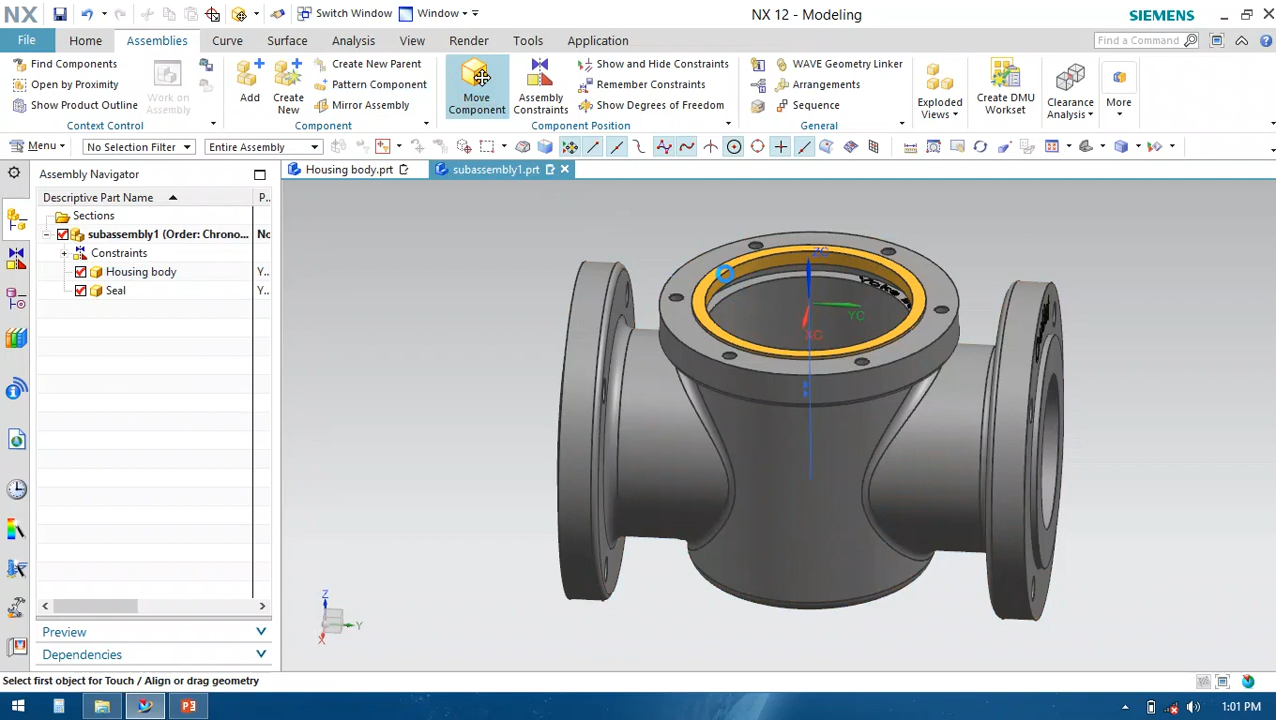 NX
Switch Window
Window
NX 12 - Modeling
SIEMENS
File
Home
Assemblies
Curve
Surface
Analysis
View
Render
Tools
Application
Find a Command
Find Components
Open by Proximity
Show Product Outline
Work on
Assembly
Context Control
Add
Create
New
Create New Parent
Pattern Component
Mirror Assembly
Component
Move
Component
Assembly
Constraints
Show and Hide Constraints
Remember Constraints
Show Degrees of Freedom
Component Position
WAVE Geometry Linker
Arrangements
Sequence
General
Exploded
Views
Create DMU
Workset
Clearance
Analysis
More
Menu
No Selection Filter
Entire Assembly
Assembly Navigator
Housing body.prt
subassembly1.prt
Descriptive Part Name
P..
Sections
subassembly1 (Order: Chrono...
No
Constraints
Housing body
Y..
Seal
Y..
Preview
Dependencies
ZC
YC
XC
Z
Y
X
Select first object for Touch / Align or drag geometry
1:01 PM